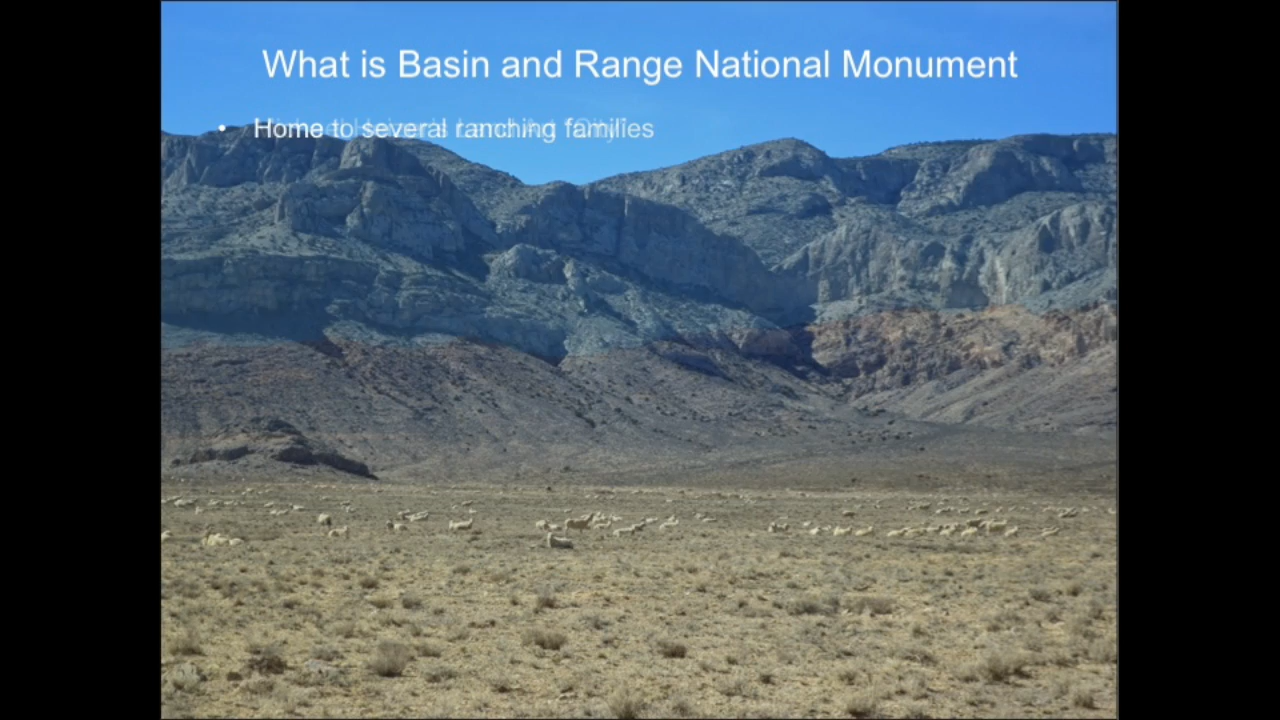 What is Basin and Range National Monument
• Home to several ranching families